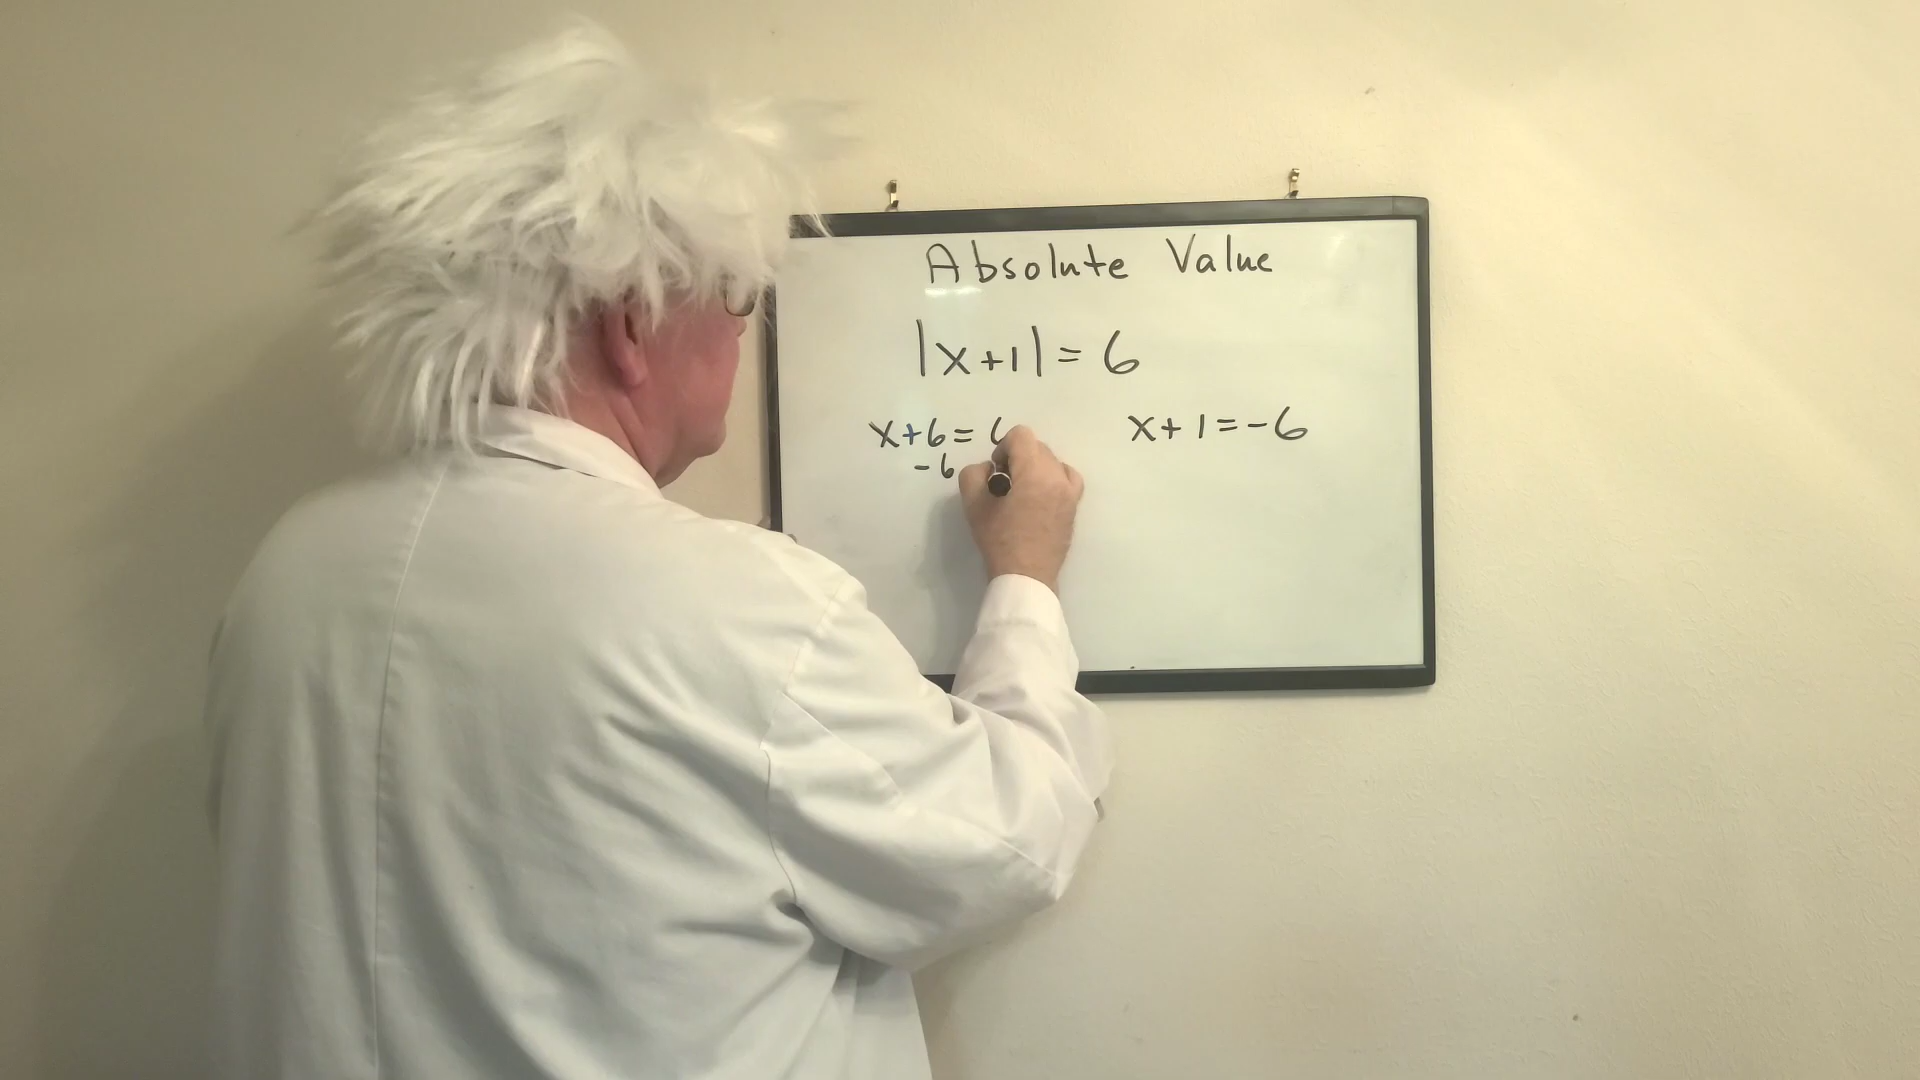 Absolute Value
|x+1| = 6
x+6= 6 x+1=-6
-6